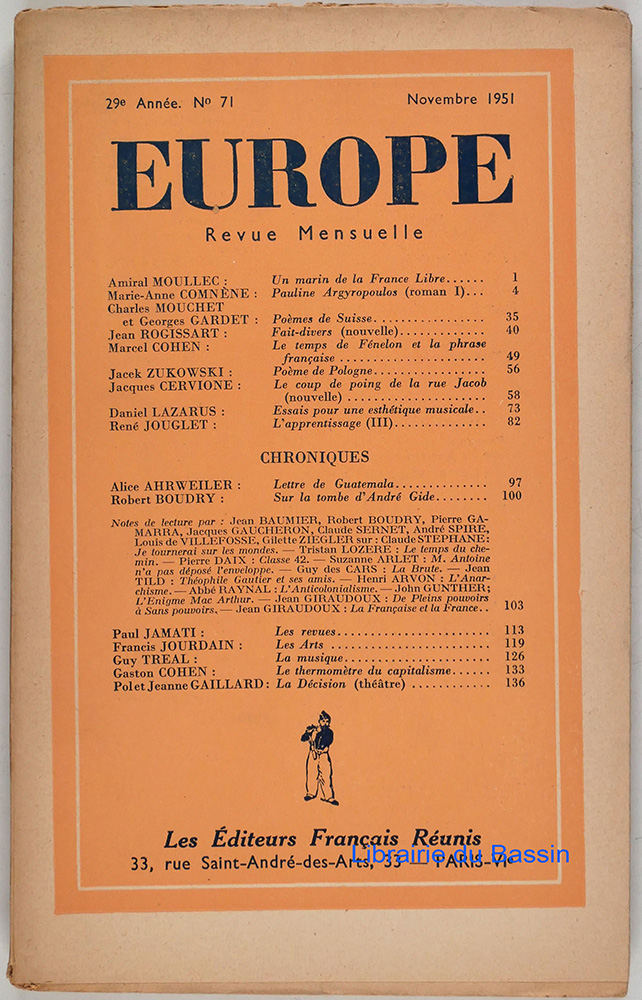 29e Année. No 71 Novembre 1951
EUROPE
Revue Mensuelle
Amiral MOULLEC : Un marin de la France Libre...... 1
Marie-Anne COMNÈNE : Pauline Argyropoulos (roman I)... 4
Charles MOUCHET
et Georges GARDET : Poèmes de Suisse................ 35
Jean ROGISSART : Fait-divers (nouvelle)............. 40
Marcel COHEN : Le temps de Fénelon et la phrase
française ...................... 49
Jacek ZUKOWSKI : Poème de Pologne................ 56
Jacques CERVIONE : Le coup de poing de la rue Jacob
(nouvelle) ..................... 58
Daniel LAZARUS : Essais pour une esthétique musicale.. 73
René JOUGLET : L'apprentissage (III).............. 82
CHRONIQUES
Alice AHRWEILER : Lettre de Guatemala.............. 97
Robert BOUDRY : Sur la tombe d'André Gide........ 100
Notes de lecture par : Jean BAUMIER, Robert BOUDRY, Pierre GA-
MARRA, Jacques GAUCHERON, Claude SERNET, André SPIRE,
Louis de VILLEFOSSE, Gilette ZIEGLER sur : Claude STEPHANE :
Je tournerai sur les mondes. — Tristan LOZERE : Le temps du che-
min. — Pierre DAIX : Classe 42. — Suzanne ARLET : M. Antoine
n'a pas déposé l'enveloppe. — Guy des CARS : La Brute. — Jean
TILD : Théophile Gautier et ses amis. — Henri ARVON : L'Anar-
chisme. — Abbé RAYNAL : L'Anticolonialisme. — John GUNTHER;
L'Enigme Mac Arthur. — Jean GIRAUDOUX : De Pleins pouvoirs
à Sans pouvoirs. — Jean GIRAUDOUX : La Française et la France.. 103
Paul JAMATI : Les revues...................... 113
Francis JOURDAIN : Les Arts ........................ 119
Guy TREAL : La musique..................... 126
Gaston COHEN : Le thermomètre du capitalisme...... 133
Pol et Jeanne GAILLARD : La Décision (théâtre) ............ 136
Les Éditeurs Français Réunis
33, rue Saint-André-des-Arts, 33 — PARIS-VIe
Librairie du Bassin